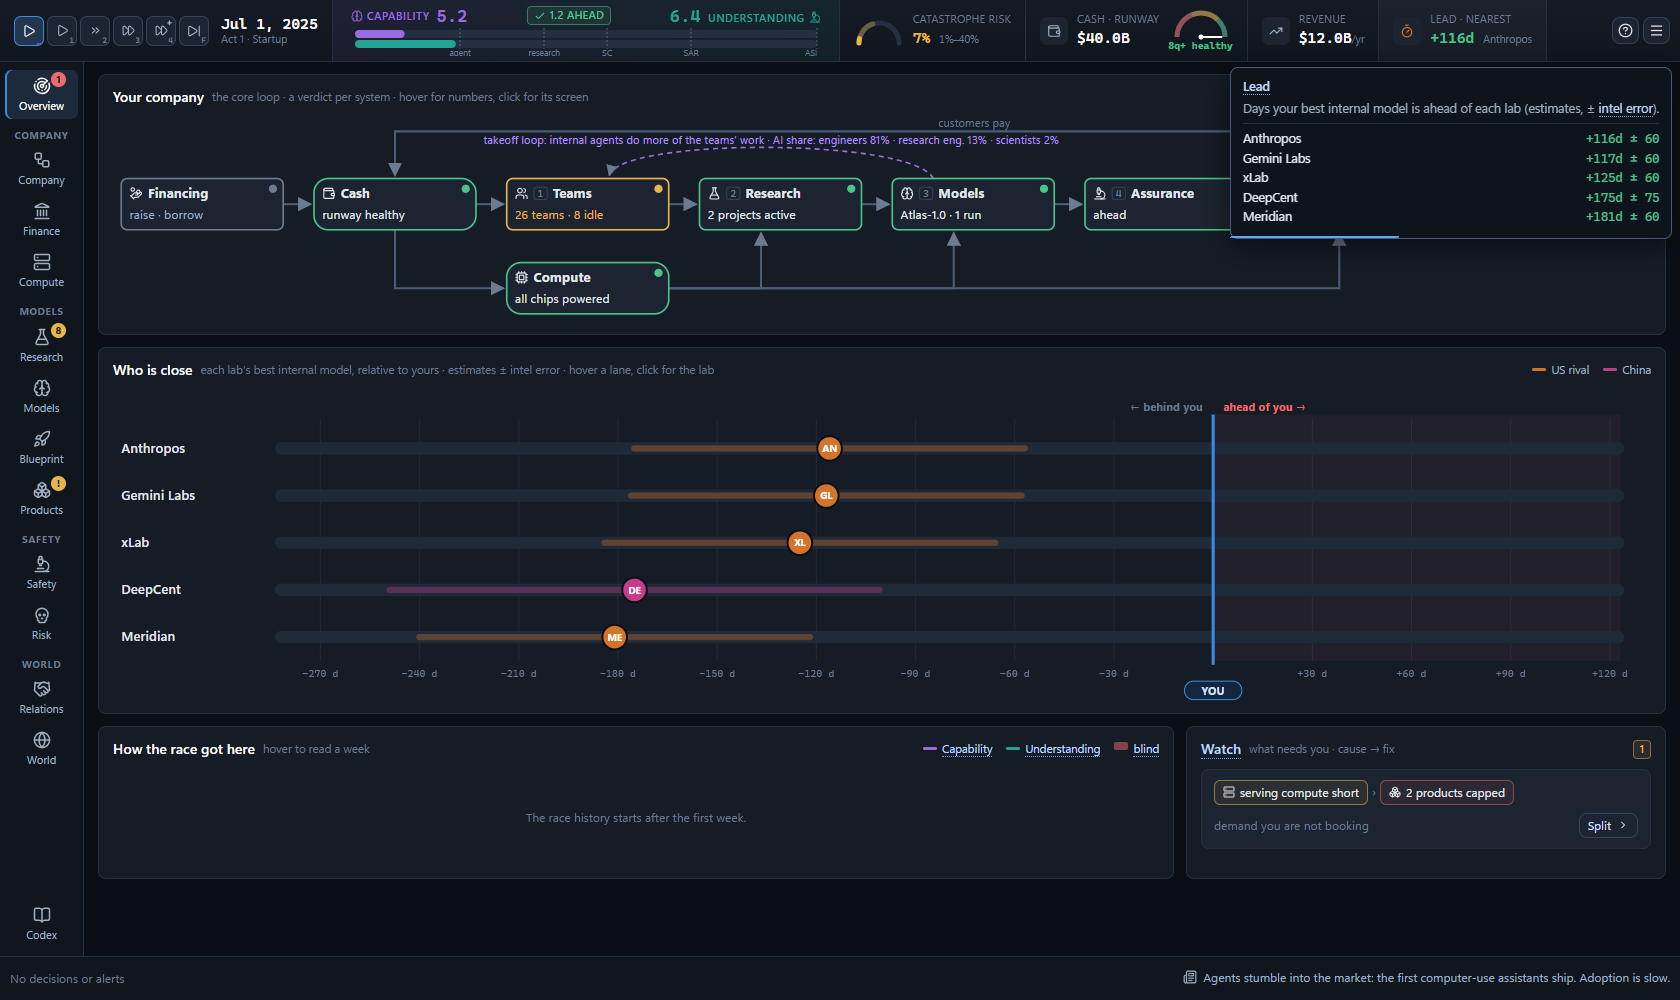 1 2 3 4 F
Jul 1, 2025
Act 1 · Startup
CAPABILITY 5.2
✓ 1.2 AHEAD
6.4 UNDERSTANDING
agent research SC SAR ASI
CATASTROPHE RISK
7% 1%–40%
CASH · RUNWAY
$40.0B
8q+ healthy
REVENUE
$12.0B/yr
LEAD · NEAREST
+116d Anthropos
Overview 1
COMPANY
Company
Finance
Compute
MODELS
Research 8
Models
Blueprint
Products !
SAFETY
Safety
Risk
WORLD
Relations
World
Codex
Your company the core loop · a verdict per system · hover for numbers, click for its screen
customers pay
takeoff loop: internal agents do more of the teams' work · AI share: engineers 81% · research eng. 13% · scientists 2%
Financing
raise · borrow
Cash
runway healthy
1 Teams
26 teams · 8 idle
2 Research
2 projects active
3 Models
Atlas-1.0 · 1 run
4 Assurance
ahead
Compute
all chips powered
Lead
Days your best internal model is ahead of each lab (estimates, ± intel error).
Anthropos +116d ± 60
Gemini Labs +117d ± 60
xLab +125d ± 60
DeepCent +175d ± 75
Meridian +181d ± 60
Who is close each lab's best internal model, relative to yours · estimates ± intel error · hover a lane, click for the lab
US rival China
← behind you ahead of you →
Anthropos AN
Gemini Labs GL
xLab XL
DeepCent DE
Meridian ME
−270 d −240 d −210 d −180 d −150 d −120 d −90 d −60 d −30 d +30 d +60 d +90 d +120 d
YOU
How the race got here hover to read a week
Capability Understanding blind
The race history starts after the first week.
Watch what needs you · cause → fix 1
serving compute short › 2 products capped
demand you are not booking
Split ›
No decisions or alerts
Agents stumble into the market: the first computer-use assistants ship. Adoption is slow.